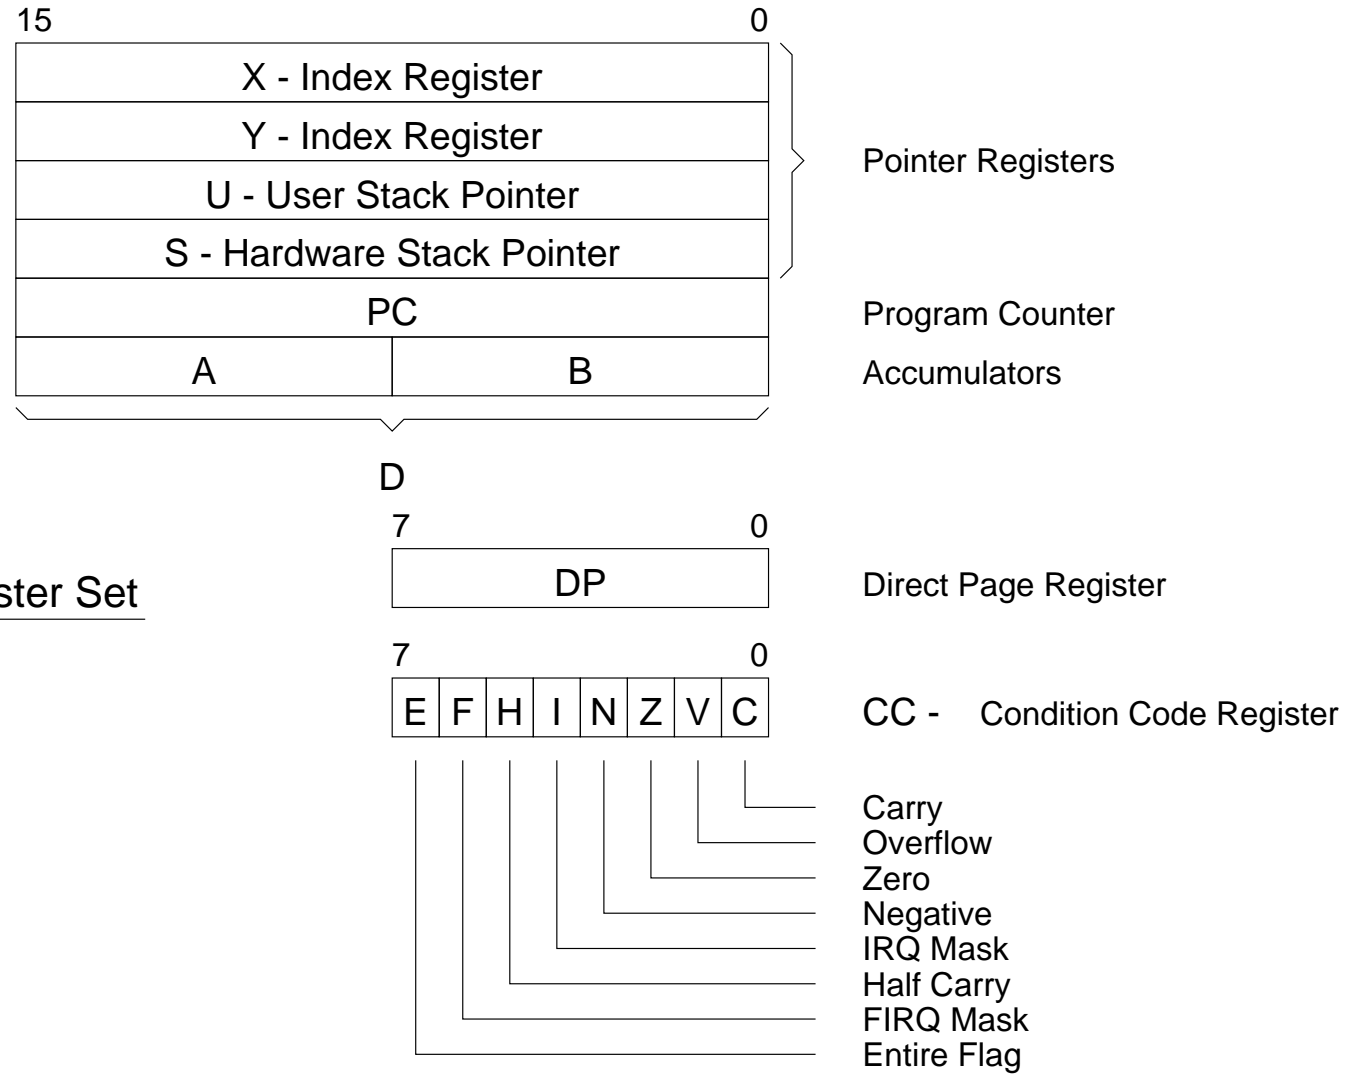 15 0
X - Index Register
Y - Index Register
U - User Stack Pointer
S - Hardware Stack Pointer
Pointer Registers
PC Program Counter
A B Accumulators
D
7 0
DP Direct Page Register
ster Set
7 0
E F H I N Z V C CC - Condition Code Register
Carry
Overflow
Zero
Negative
IRQ Mask
Half Carry
FIRQ Mask
Entire Flag